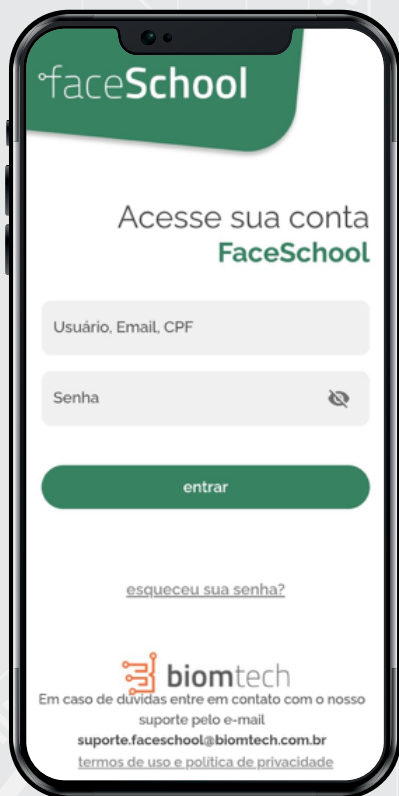 faceSchool
Acesse sua conta
FaceSchool
Usuário, Email, CPF
Senha
entrar
esqueceu sua senha?
biomtech
Em caso de dúvidas entre em contato com o nosso
suporte pelo e-mail
suporte.faceschool@biomtech.com.br
termos de uso e política de privacidade